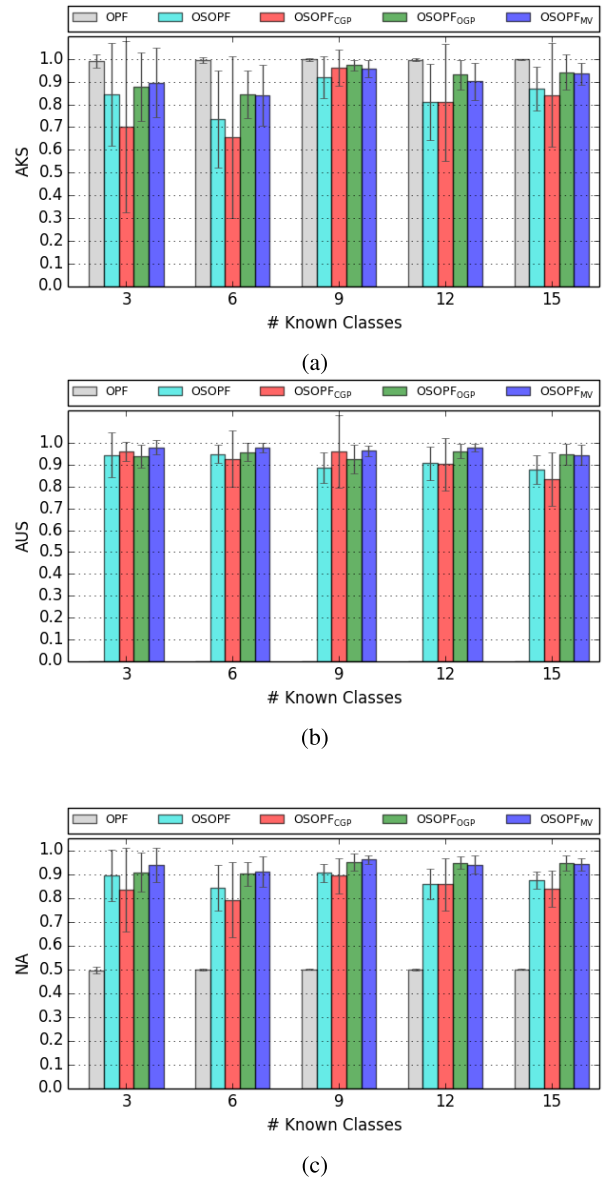 OPF OSOPF OSOPFCGP OSOPFOGP OSOPFMV
1.0
0.9
0.8
0.7
0.6
0.5
0.4
0.3
0.2
0.1
0.0
AKS
3 6 9 12 15
# Known Classes
(a)
OPF OSOPF OSOPFCGP OSOPFOGP OSOPFMV
1.0
0.9
0.8
0.7
0.6
0.5
0.4
0.3
0.2
0.1
0.0
AUS
3 6 9 12 15
# Known Classes
(b)
OPF OSOPF OSOPFCGP OSOPFOGP OSOPFMV
1.0
0.9
0.8
0.7
0.6
0.5
0.4
0.3
0.2
0.1
0.0
NA
3 6 9 12 15
# Known Classes
(c)